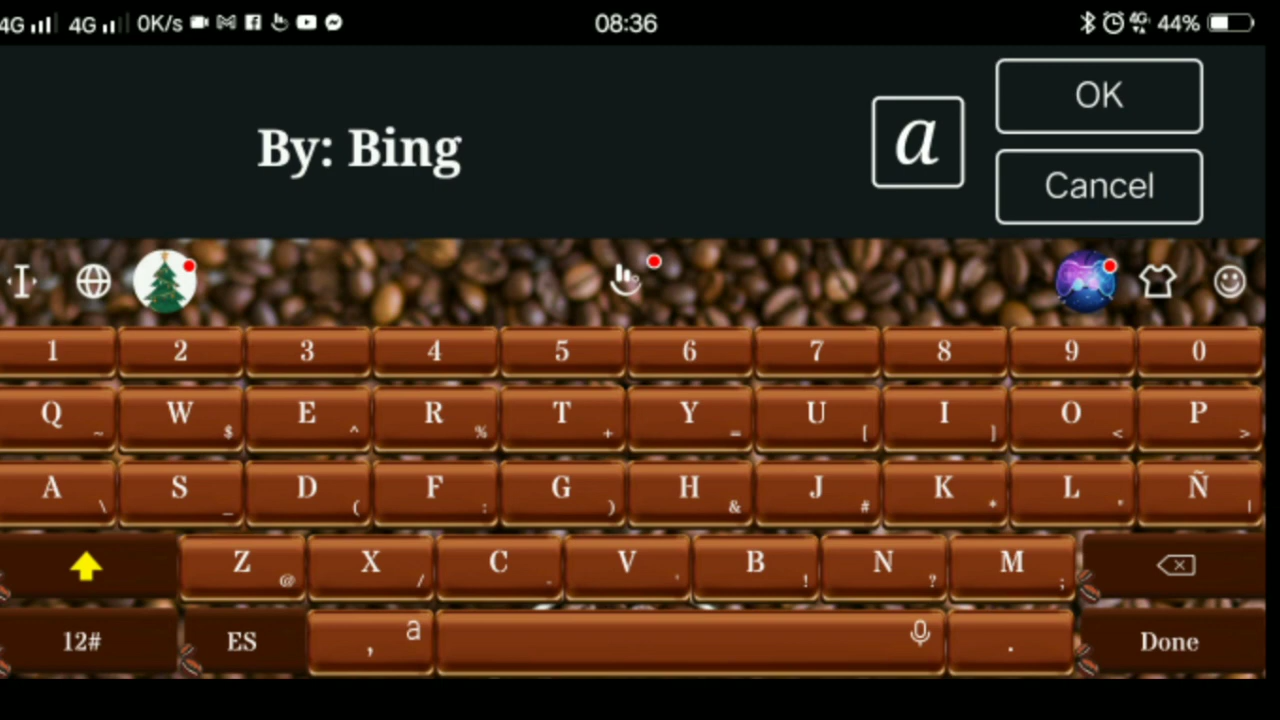 4G 4G 0K/s 08:36 4G 44%
OK
By: Bing a
Cancel
1 2 3 4 5 6 7 8 9 0
Q ~ W $ E ^ R % T + Y = U [ I ] O < P >
A \ S _ D ( F : G ) H & J # K * L " Ñ |
Z @ X / C - V ' B ! N ? M ;
12# ES , a . Done